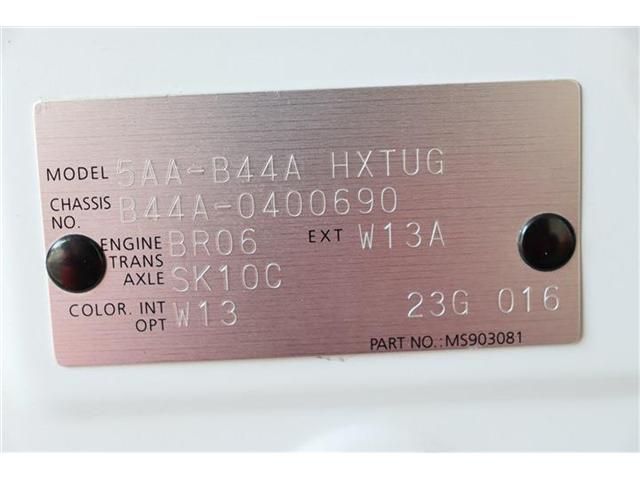 MODEL 5AA-B44A HXTUG
CHASSIS NO. B44A-0400690
ENGINE BR06 EXT W13A
TRANS AXLE SK10C
COLOR. INT W13 23G 016
OPT
PART NO.:MS903081